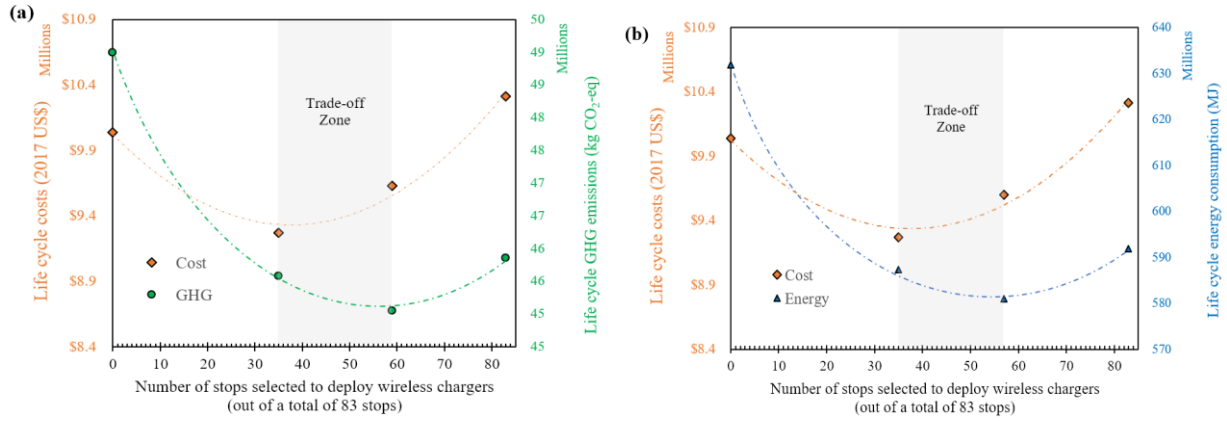 (a)
$10.9
$10.4
$9.9
$9.4
$8.9
$8.4
Millions
Life cycle costs (2017 US$)
Trade-off
Zone
Cost
GHG
50
49
49
48
48
47
47
46
46
45
45
Millions
Life cycle GHG emissions (kg CO₂-eq)
0 10 20 30 40 50 60 70 80
Number of stops selected to deploy wireless chargers
(out of a total of 83 stops)
(b)
$10.9
$10.4
$9.9
$9.4
$8.9
$8.4
Millions
Life cycle costs (2017 US$)
Trade-off
Zone
Cost
Energy
640
630
620
610
600
590
580
570
Millions
Life cycle energy consumption (MJ)
0 10 20 30 40 50 60 70 80
Number of stops selected to deploy wireless chargers
(out of a total of 83 stops)